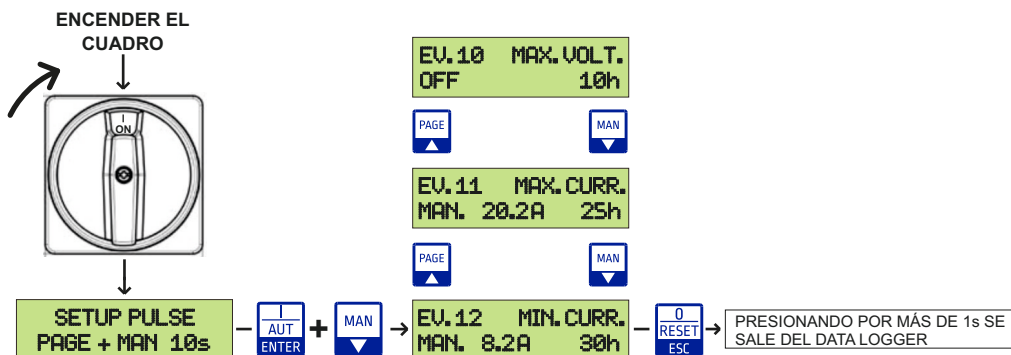 ENCENDER EL
CUADRO
I
ON
EV.10 MAX.VOLT.
OFF 10h
PAGE
MAN
EV.11 MAX.CURR.
MAN. 20.2A 25h
PAGE
MAN
SETUP PULSE
PAGE + MAN 10s
I
AUT
ENTER
+
MAN
EV.12 MIN.CURR.
MAN. 8.2A 30h
0
RESET
ESC
PRESIONANDO POR MÁS DE 1s SE
SALE DEL DATA LOGGER